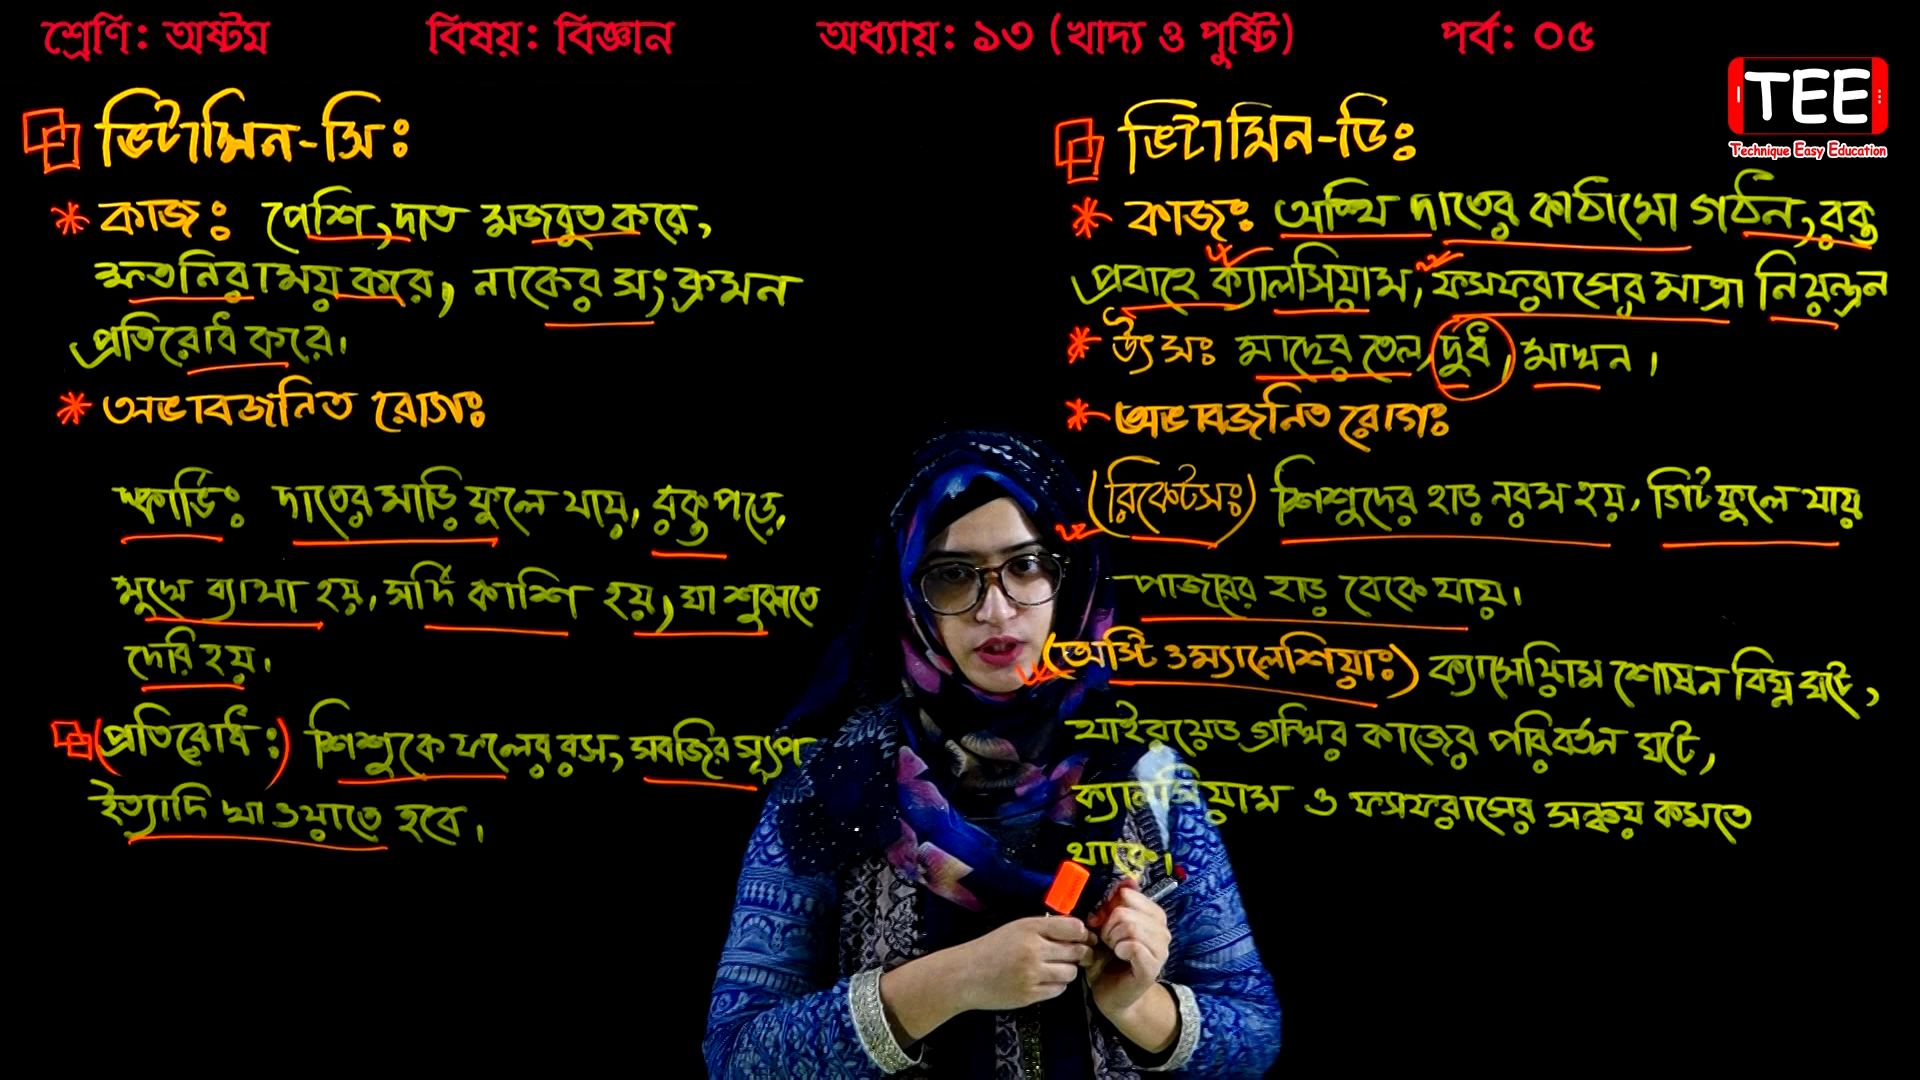 শ্রেণি: অষ্টম বিষয়: বিজ্ঞান অধ্যায়: ১৩ (খাদ্য ও পুষ্টি) পর্ব: ০৫
TEE
Technique Easy Education
ভিটামিন-সিঃ
* কাজঃ পেশি, দাত মজবুত করে,
ক্ষতনিরাময় করে, নাকের সংক্রমন
প্রতিরোধ করে।
* অভাবজনিত রোগঃ
স্কার্ভিঃ দাতের মাড়ি ফুলে যায়, রক্ত পড়ে,
মুখে ব্যাথা হয়, সর্দি কাশি হয়, ঘা শুকাতে
দেরি হয়।
(প্রতিরোধঃ) শিশুকে ফলের রস, সবজির স্যুপ
ইত্যাদি খাওয়াতে হবে।
ভিটামিন-ডিঃ
* কাজঃ অস্থি দাতের কাঠামো গঠন, রক্ত
প্রবাহে ক্যালসিয়াম, ফসফরাসের মাত্রা নিয়ন্ত্রন
* উৎসঃ মাছের তেল, দুধ, মাখন।
* অভাবজনিত রোগঃ
(রিকেটসঃ) শিশুদের হাড় নরম হয়, গিট ফুলে যায়
পাজরের হাড় বেকে যায়।
(অস্টিওম্যালেশিয়াঃ) শোষন বিঘ্ন ঘটে,
থাইরয়েড গ্রন্থির কাজের পরিবর্তন ঘটে,
ক্যালসিয়াম ও ফসফরাসের সঞ্চয় কমতে
থাকে।